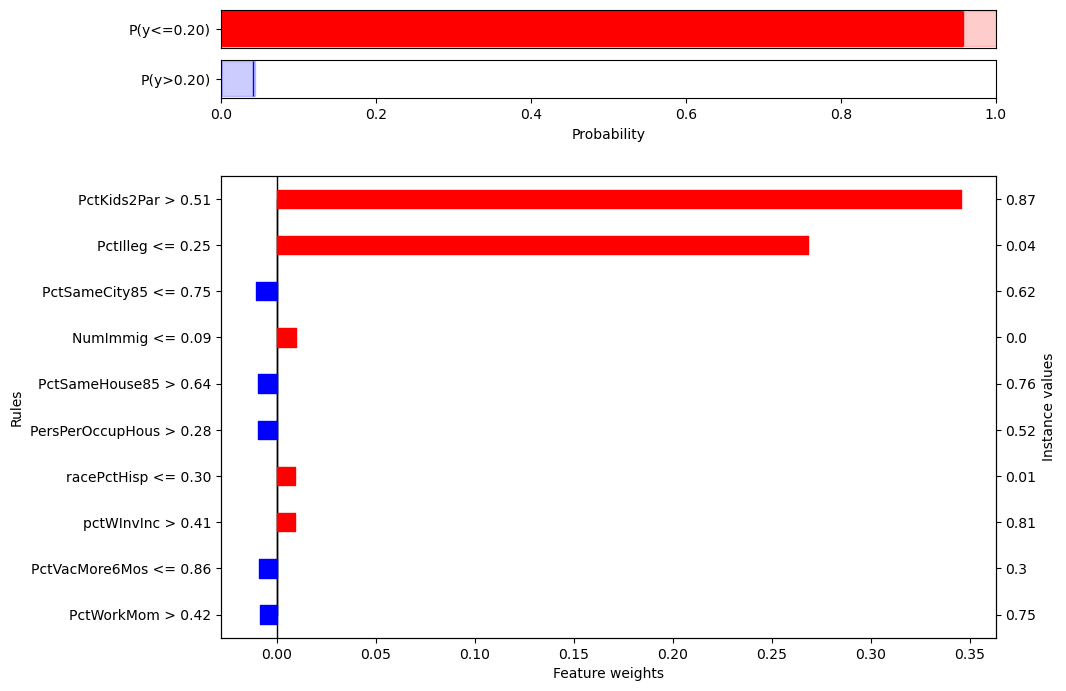 P(y<=0.20)
P(y>0.20)
0.0 0.2 0.4 0.6 0.8 1.0
Probability
PctKids2Par > 0.51 0.87
PctIlleg <= 0.25 0.04
PctSameCity85 <= 0.75 0.62
NumImmig <= 0.09 0.0
PctSameHouse85 > 0.64 0.76
PersPerOccupHous > 0.28 0.52
racePctHisp <= 0.30 0.01
pctWInvInc > 0.41 0.81
PctVacMore6Mos <= 0.86 0.3
PctWorkMom > 0.42 0.75
Rules
Instance values
0.00 0.05 0.10 0.15 0.20 0.25 0.30 0.35
Feature weights